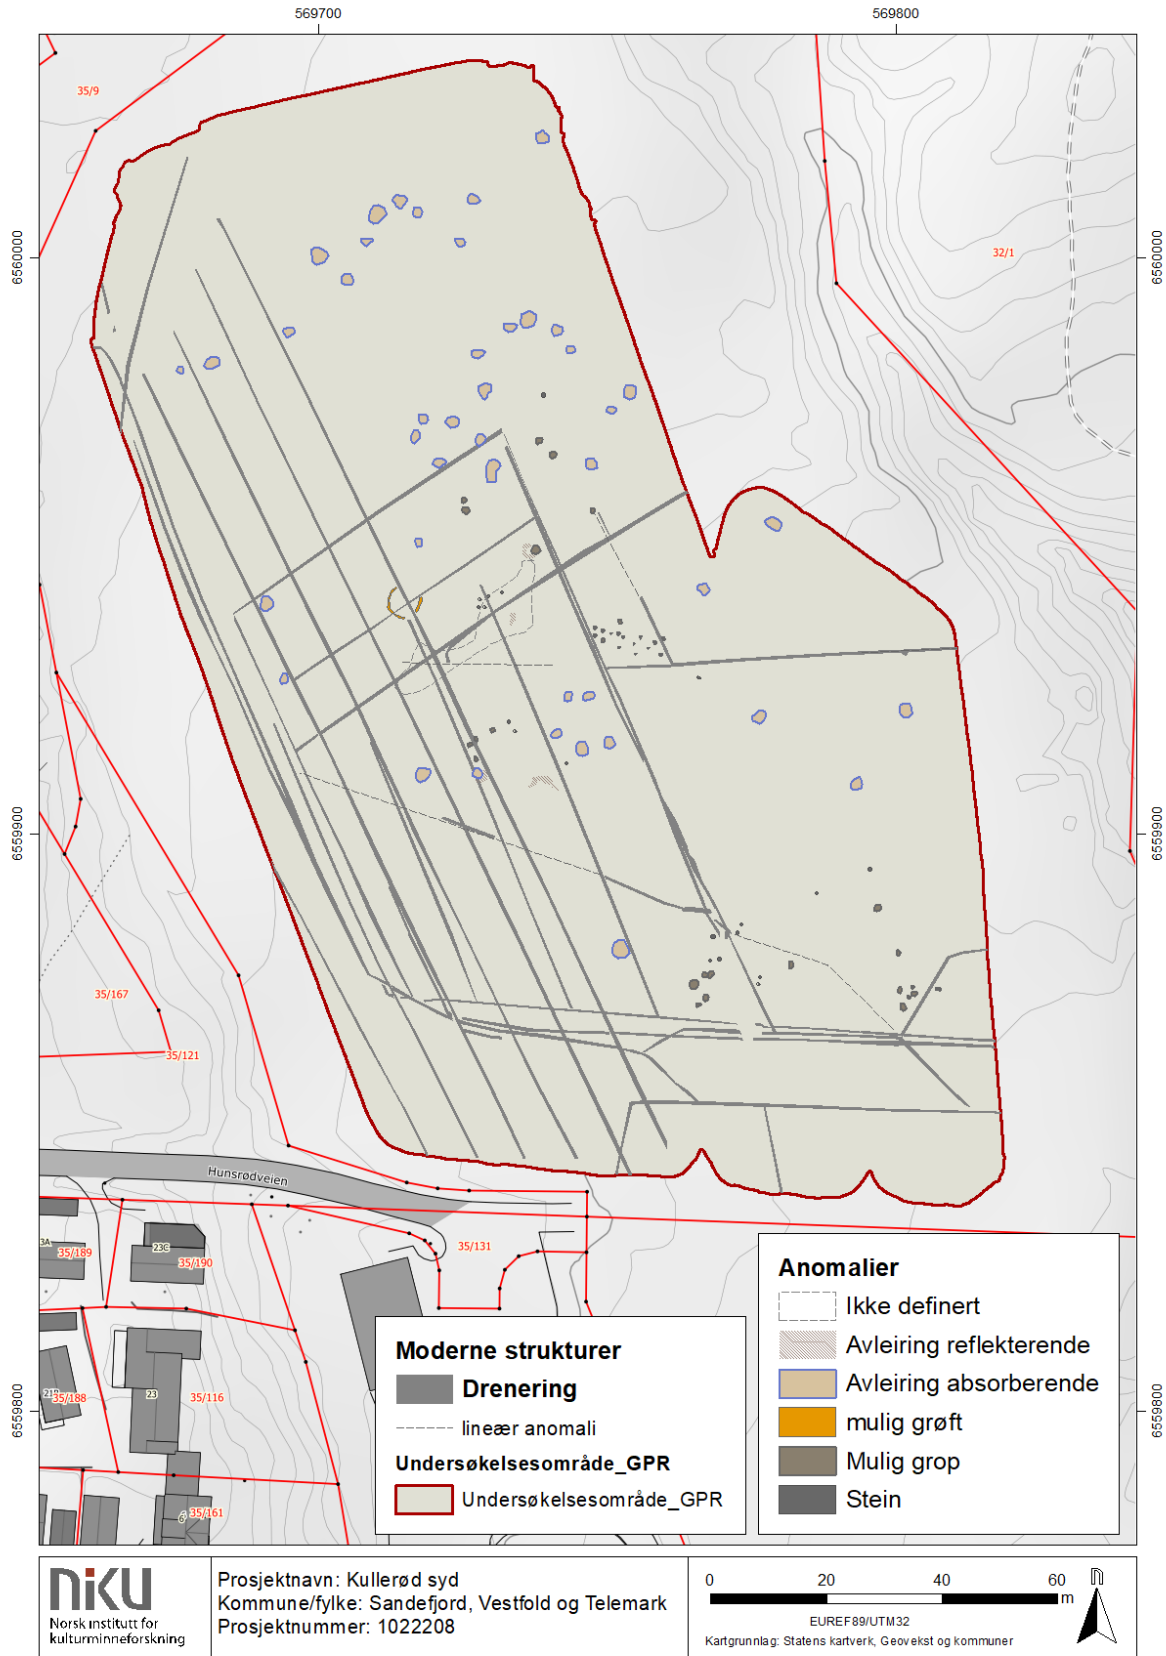 569700
569800
35/9
6560000
6560000
32/1
6559900
6559900
35/167
35/121
Hunsrødveien
3A
35/189
23C
35/190
35/131
35/188
23
35/116
35/161
6
6559800
6559800
Moderne strukturer
Drenering
lineær anomali
Undersøkelsesområde_GPR
Undersøkelsesområde_GPR
Anomalier
Ikke definert
Avleiring reflekterende
Avleiring absorberende
mulig grøft
Mulig grop
Stein
niku
Norsk institutt for
kulturminneforskning
Prosjektnavn: Kullerød syd
Kommune/fylke: Sandefjord, Vestfold og Telemark
Prosjektnummer: 1022208
0 20 40 60
m
EUREF89/UTM32
Kartgrunnlag: Statens kartverk, Geovekst og kommuner
n